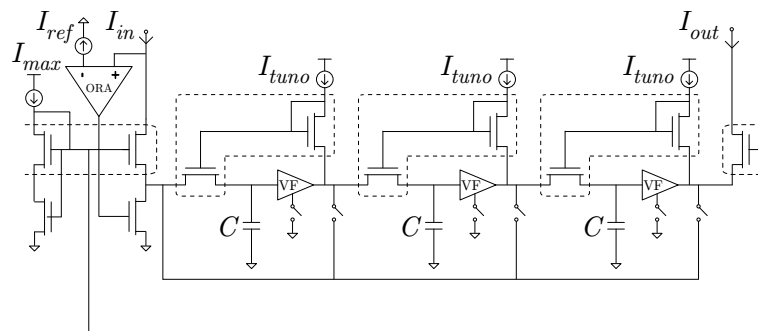 I_ref
I_in
I_out
I_max
- +
ORA
I_tuno
I_tuno
I_tuno
VF
VF
VF
C
C
C